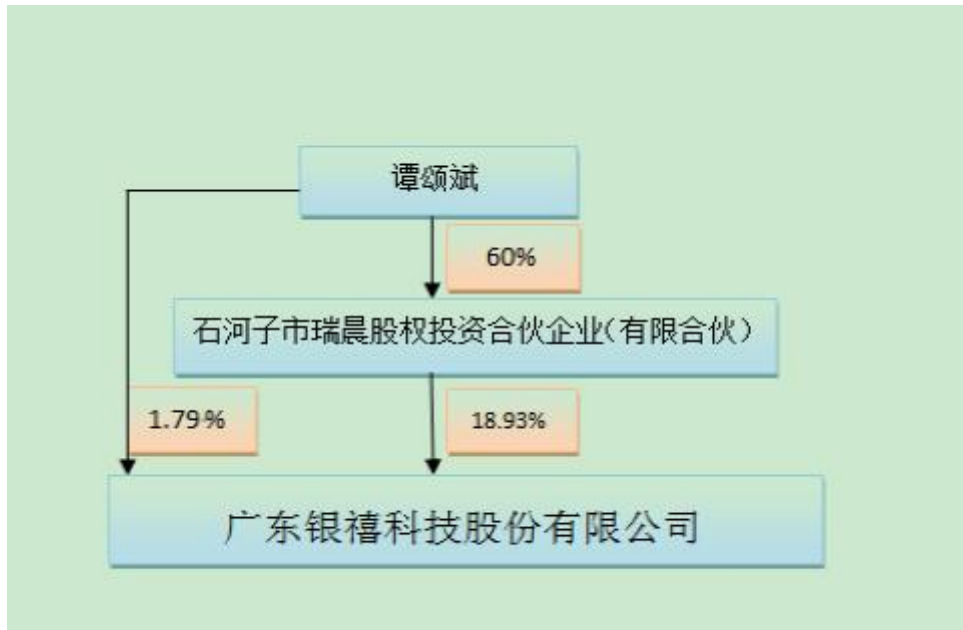 谭颂斌
60%
石河子市瑞晨股权投资合伙企业（有限合伙）
1.79%
18.93%
广东银禧科技股份有限公司